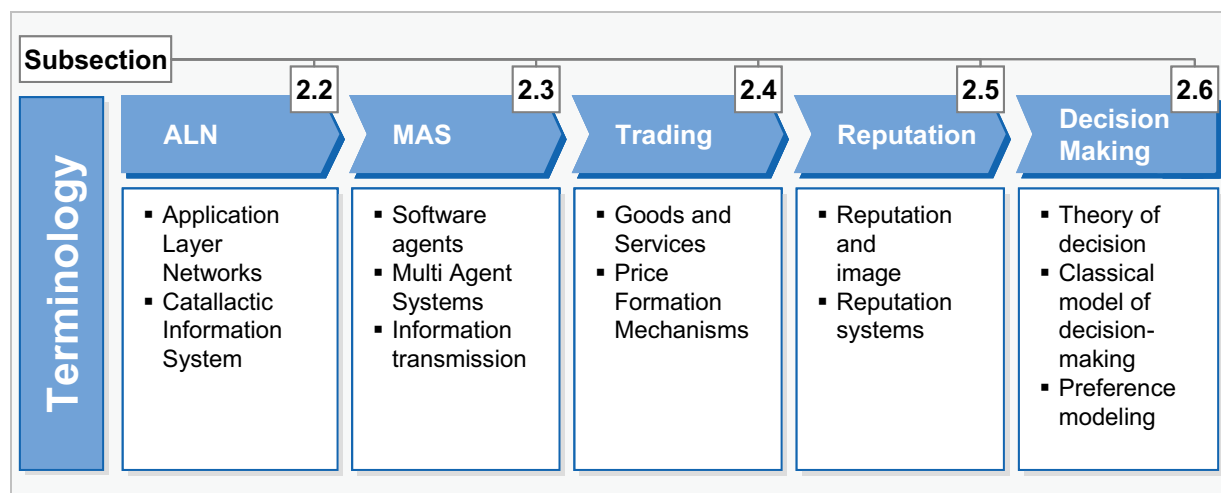 Subsection
2.2
2.3
2.4
2.5
2.6
Terminology
ALN
MAS
Trading
Reputation
Decision
Making
▪ Application
Layer
Networks
▪ Catallactic
Information
System
▪ Software
agents
▪ Multi Agent
Systems
▪ Information
transmission
▪ Goods and
Services
▪ Price
Formation
Mechanisms
▪ Reputation
and
image
▪ Reputation
systems
▪ Theory of
decision
▪ Classical
model of
decision-
making
▪ Preference
modeling